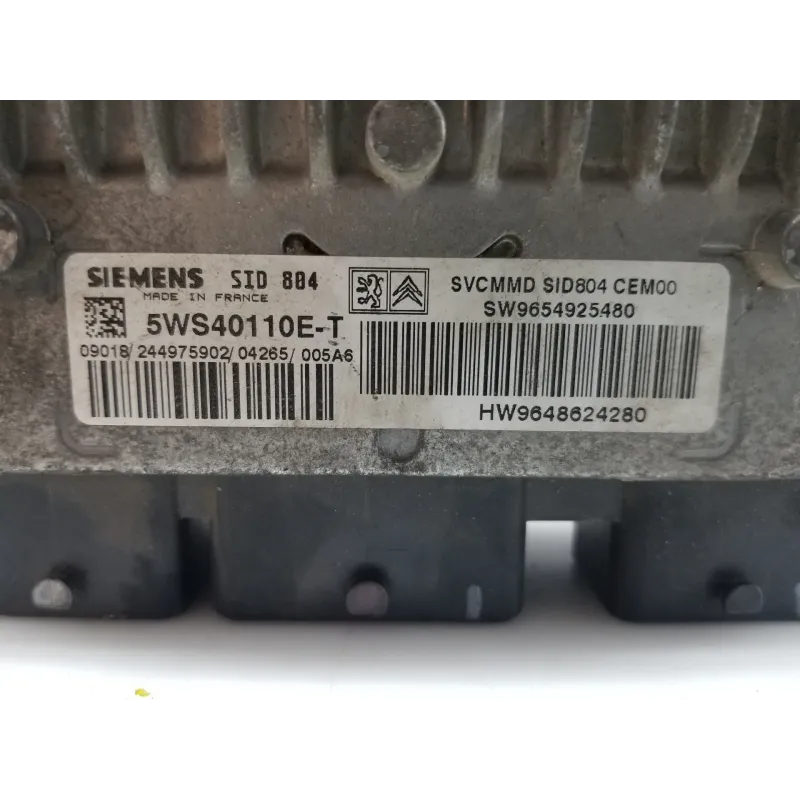 SIEMENS SID 804
MADE IN FRANCE
5WS40110E-T
09018/244975902/04265/005A6
SVCMMD SID804 CEM00
SW9654925480
HW9648624280